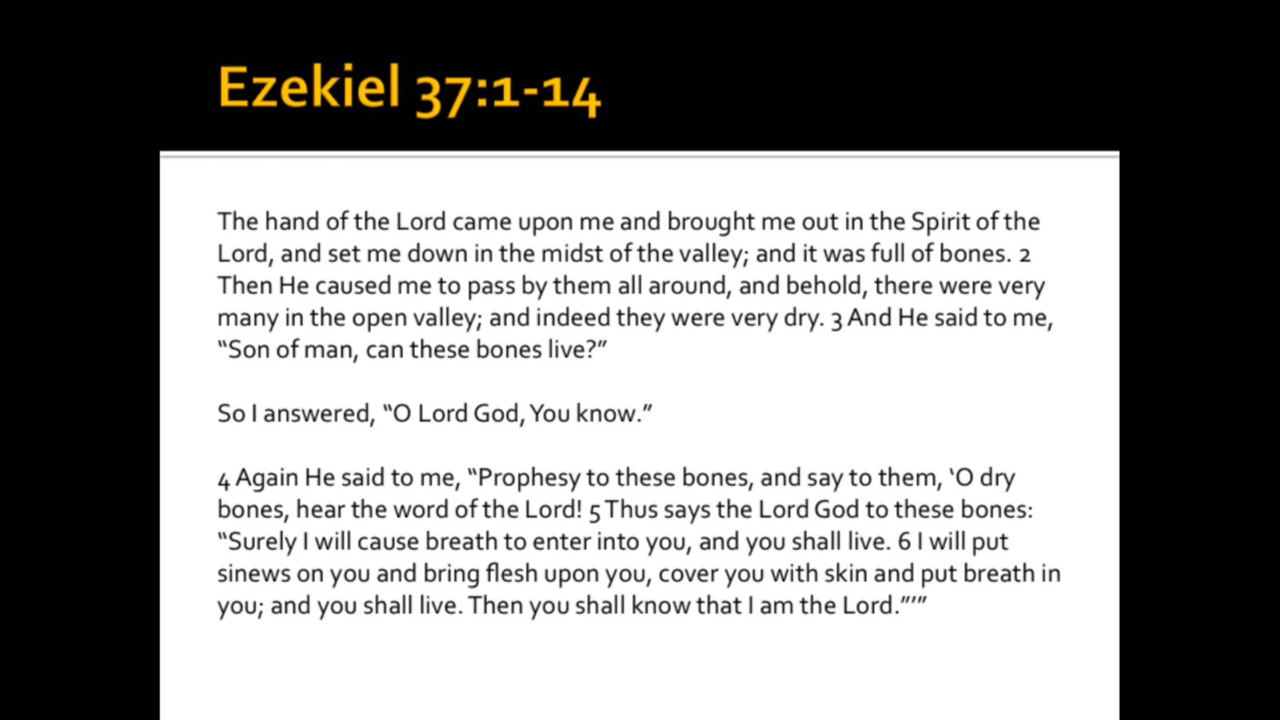 Ezekiel 37:1-14
The hand of the Lord came upon me and brought me out in the Spirit of the
Lord, and set me down in the midst of the valley; and it was full of bones. 2
Then He caused me to pass by them all around, and behold, there were very
many in the open valley; and indeed they were very dry. 3 And He said to me,
“Son of man, can these bones live?”
So I answered, “O Lord God, You know.”
4 Again He said to me, “Prophesy to these bones, and say to them, ‘O dry
bones, hear the word of the Lord! 5 Thus says the Lord God to these bones:
“Surely I will cause breath to enter into you, and you shall live. 6 I will put
sinews on you and bring flesh upon you, cover you with skin and put breath in
you; and you shall live. Then you shall know that I am the Lord.”’”